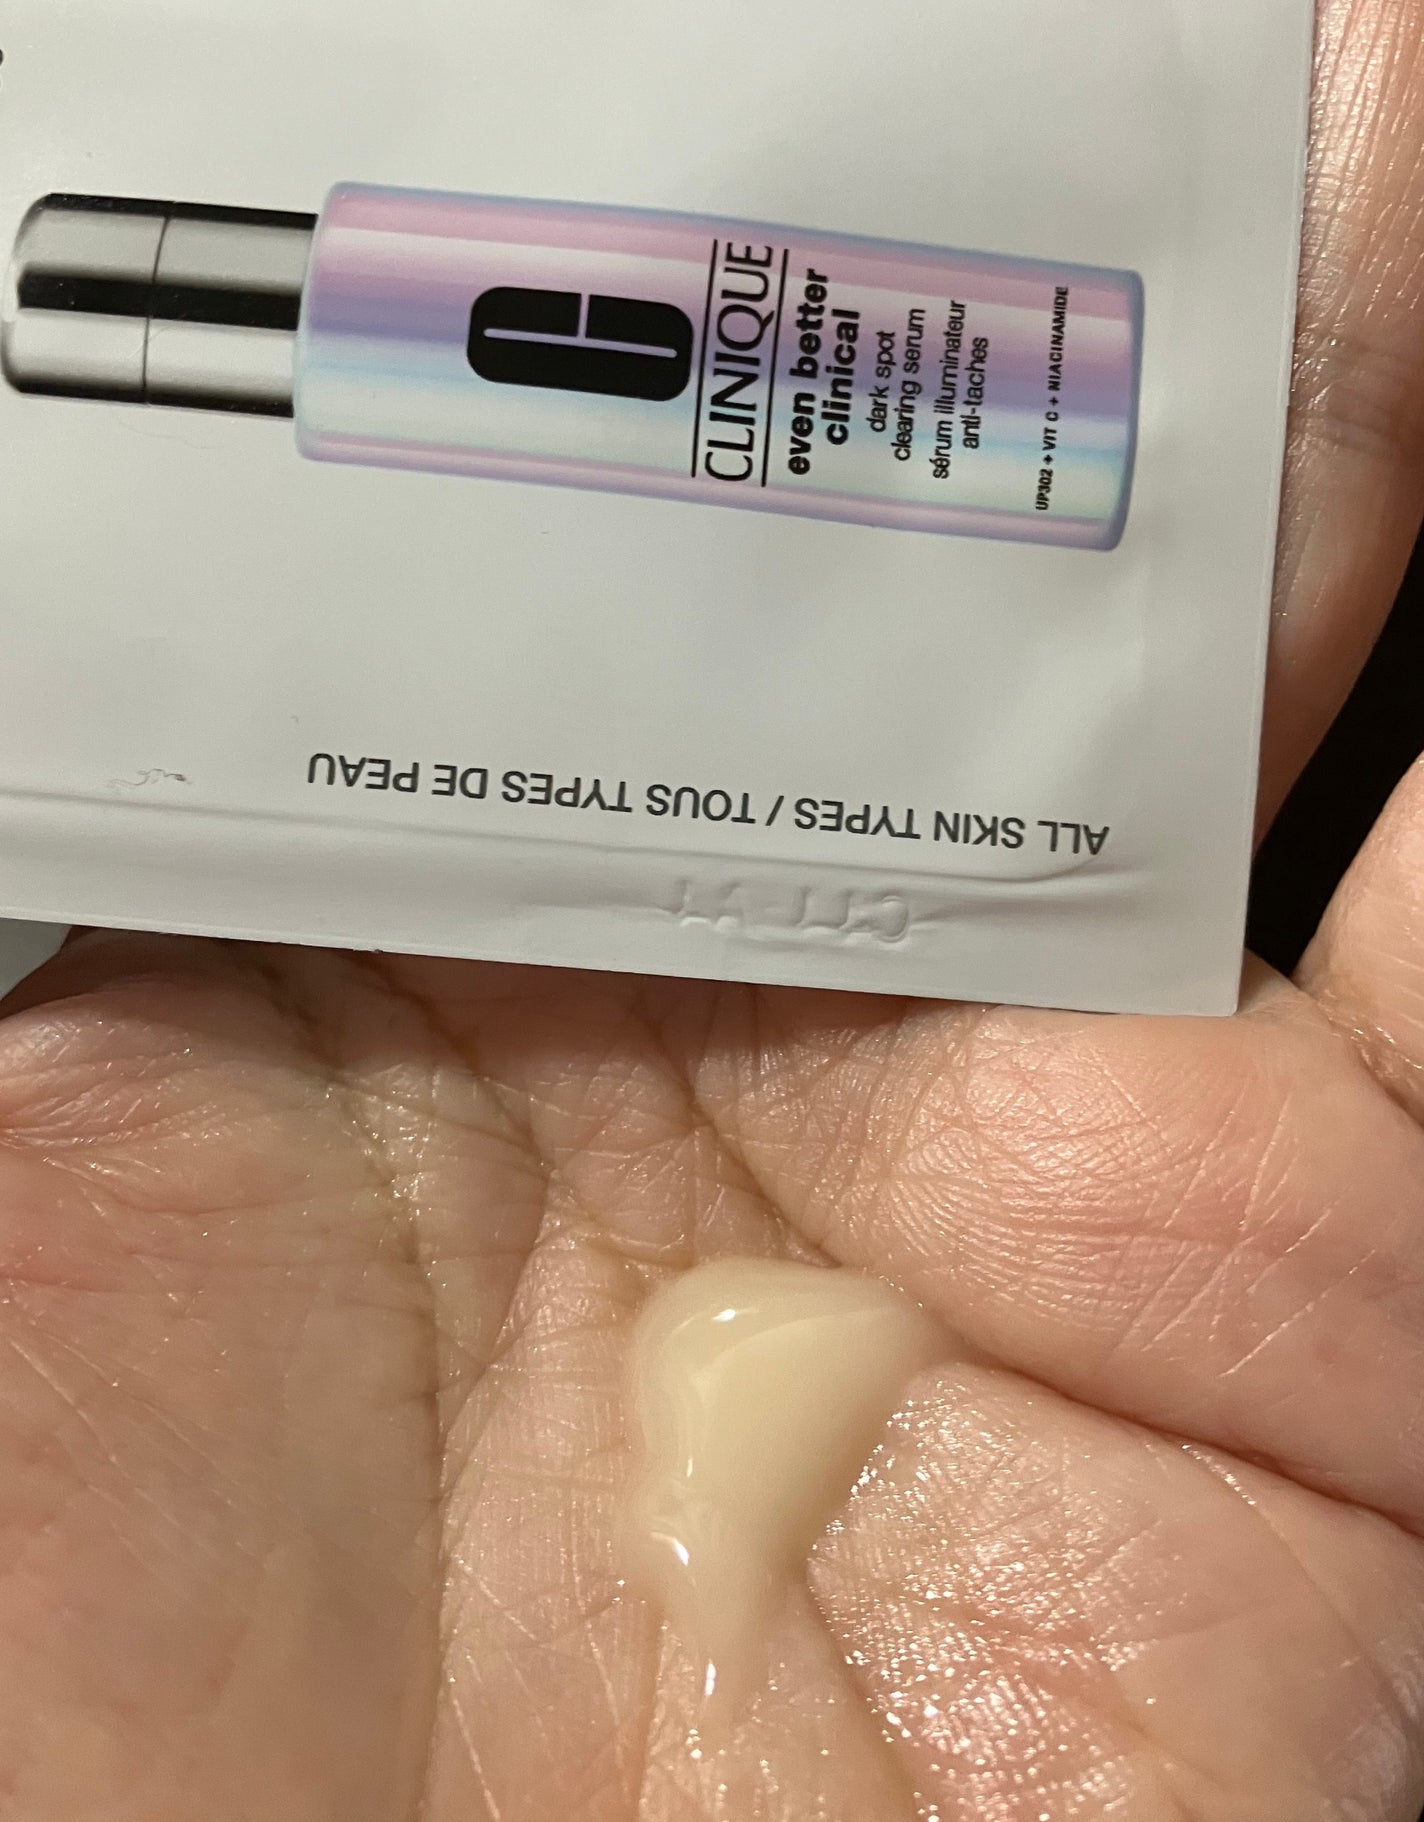 CLINIQUE
even better
clinical
dark spot
clearing serum
sérum illuminateur
anti-taches
UP302 + VIT C + NIACINAMIDE
ALL SKIN TYPES / TOUS TYPES DE PEAU